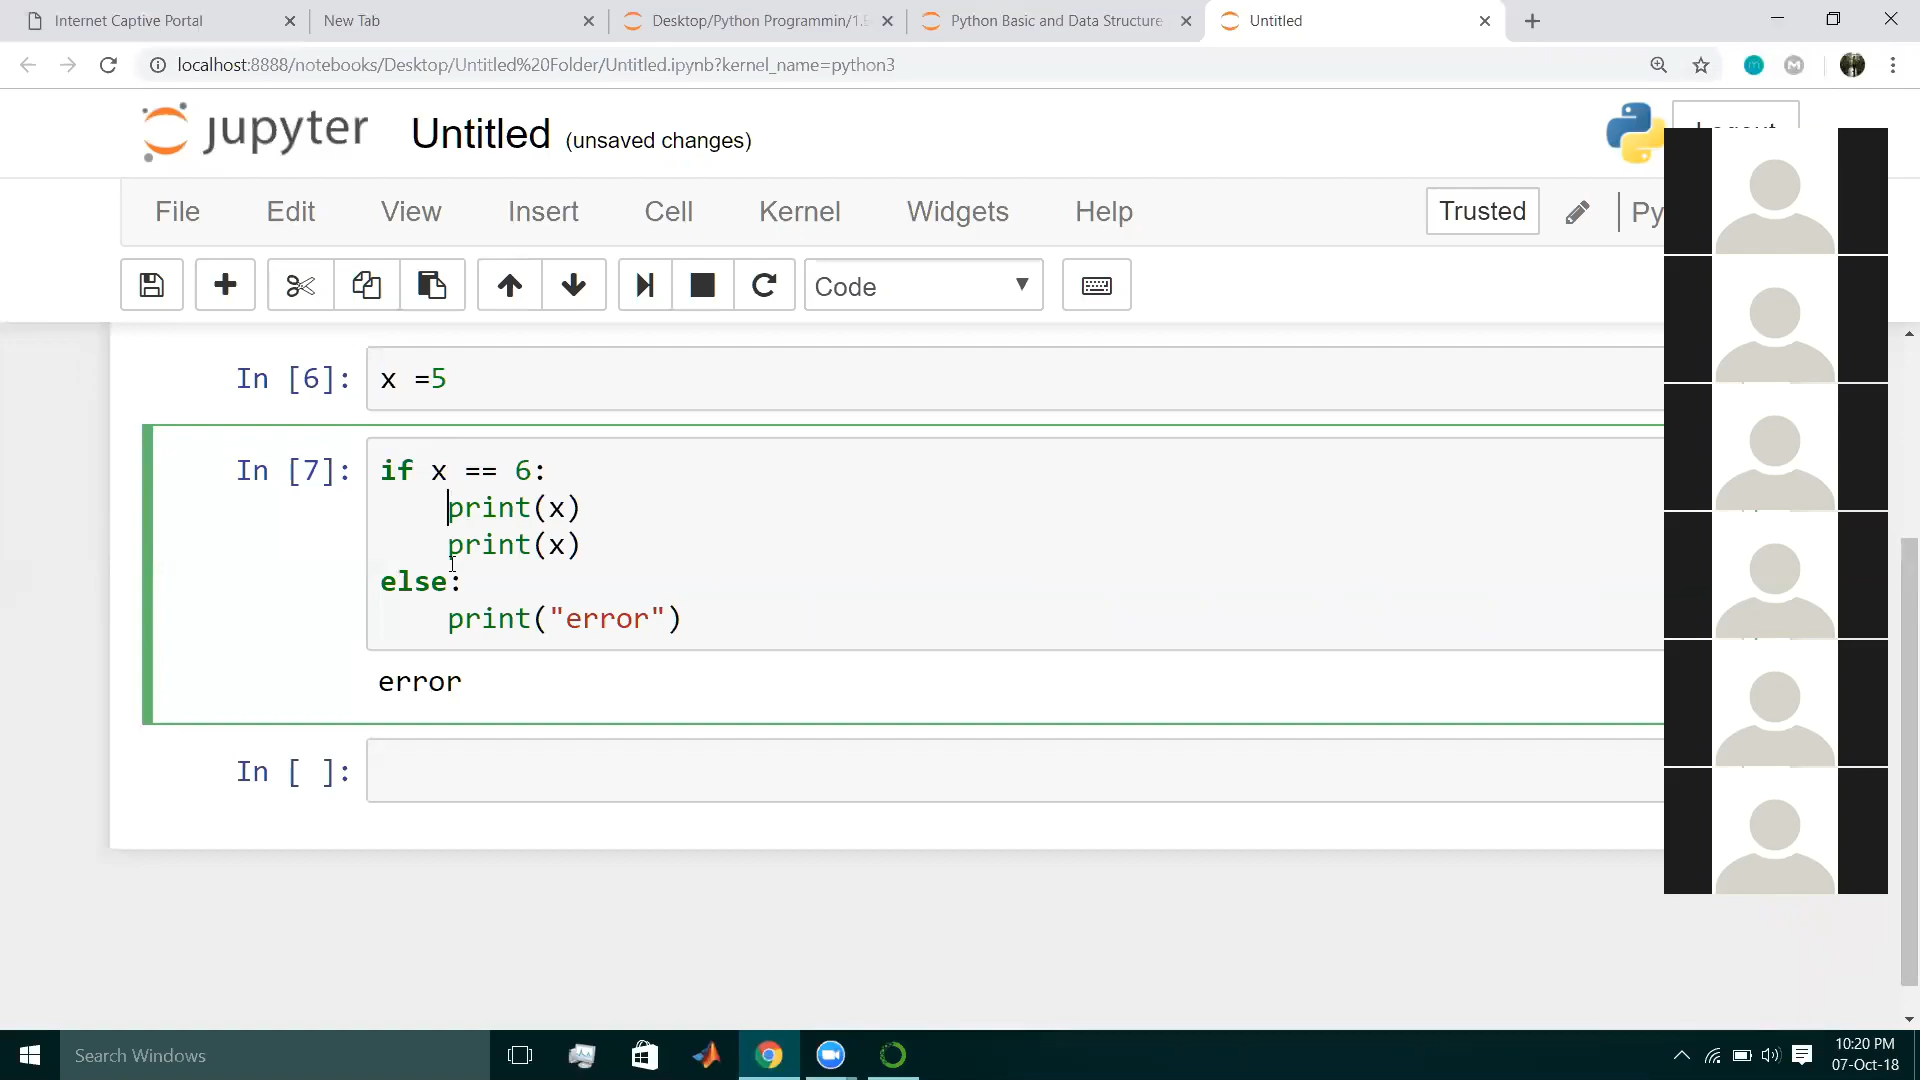 Internet Captive Portal
New Tab
Desktop/Python Programmin/1.5
Python Basic and Data Structure
Untitled
localhost:8888/notebooks/Desktop/Untitled%20Folder/Untitled.ipynb?kernel_name=python3
jupyter Untitled (unsaved changes)
File Edit View Insert Cell Kernel Widgets Help Trusted Py
Code
In [6]: x =5
In [7]: if x == 6:
print(x)
print(x)
else:
print("error")
error
In [ ]:
Search Windows
10:20 PM
07-Oct-18